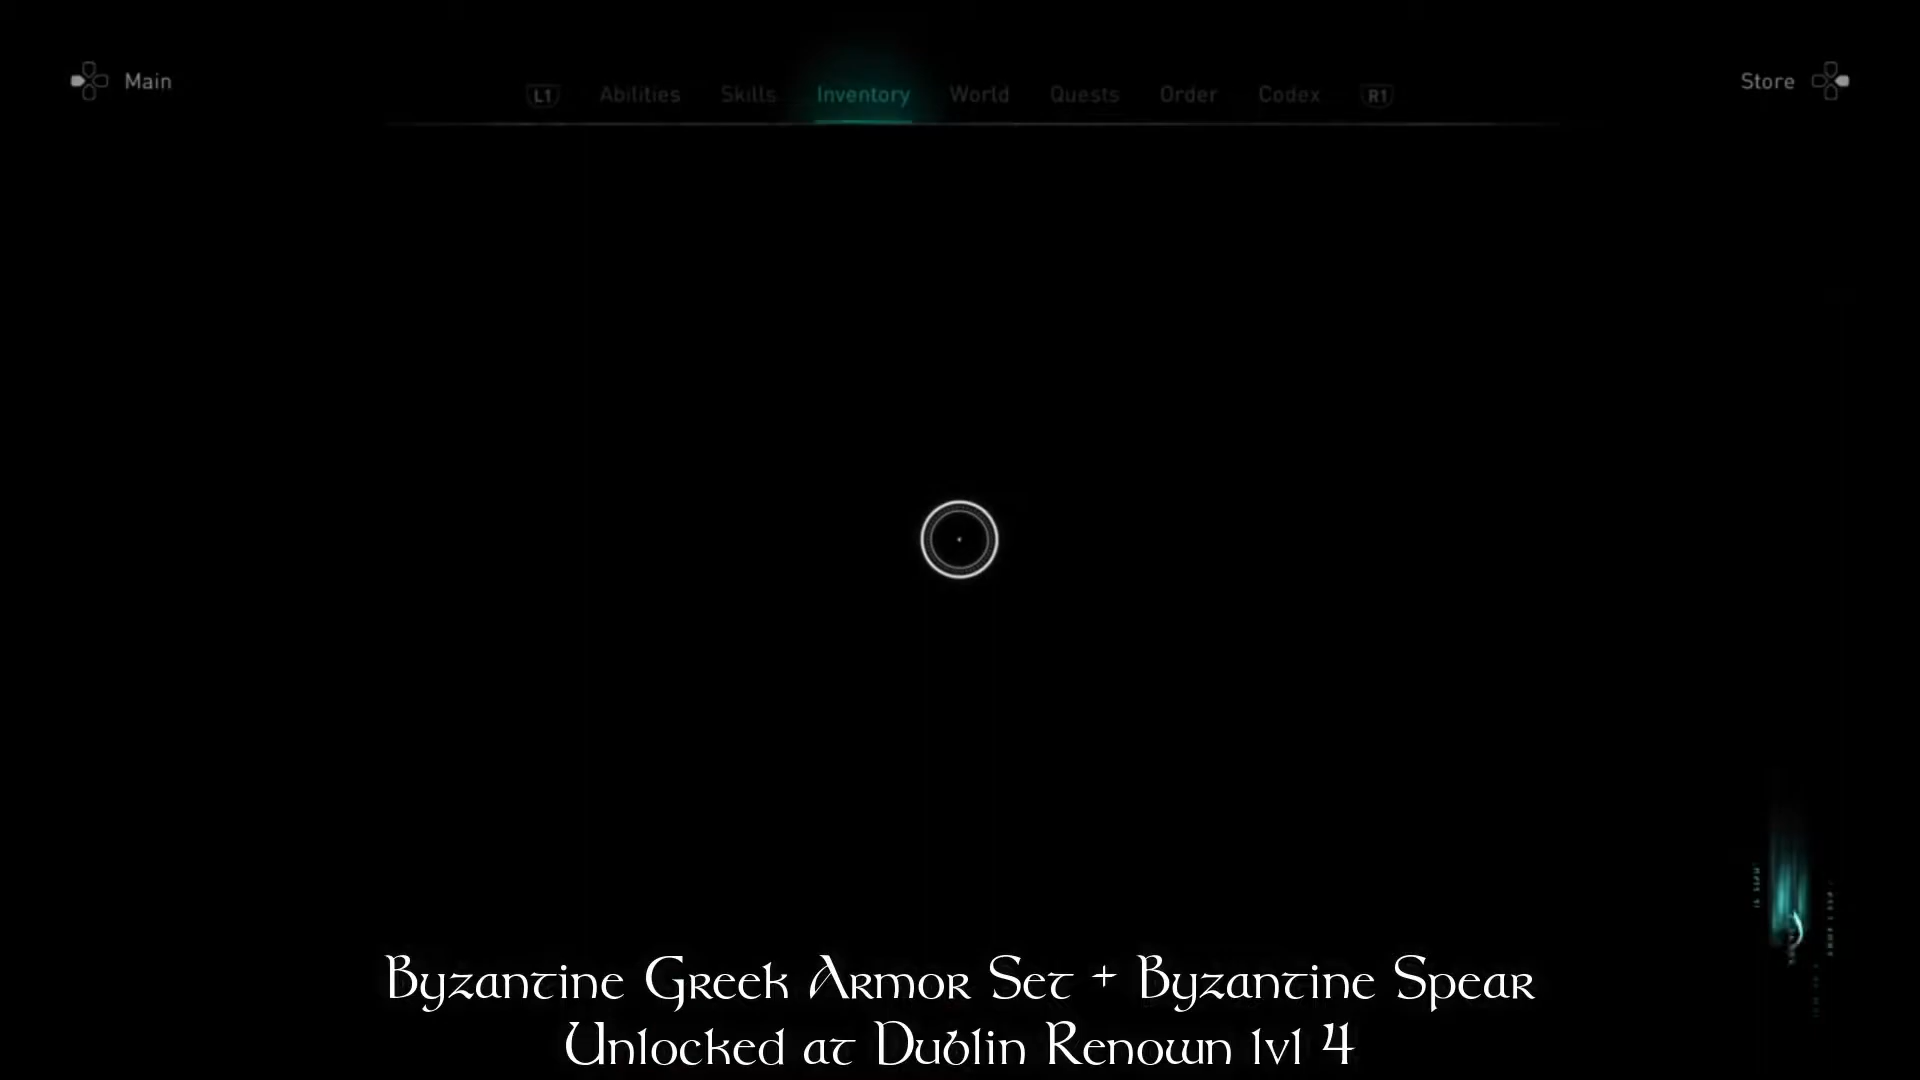 Main
L1 Abilities Skills Inventory World Quests Order Codex R1
Store
Byzantine Greek Armor Set + Byzantine Spear
Unlocked at Dublin Renown lvl 4